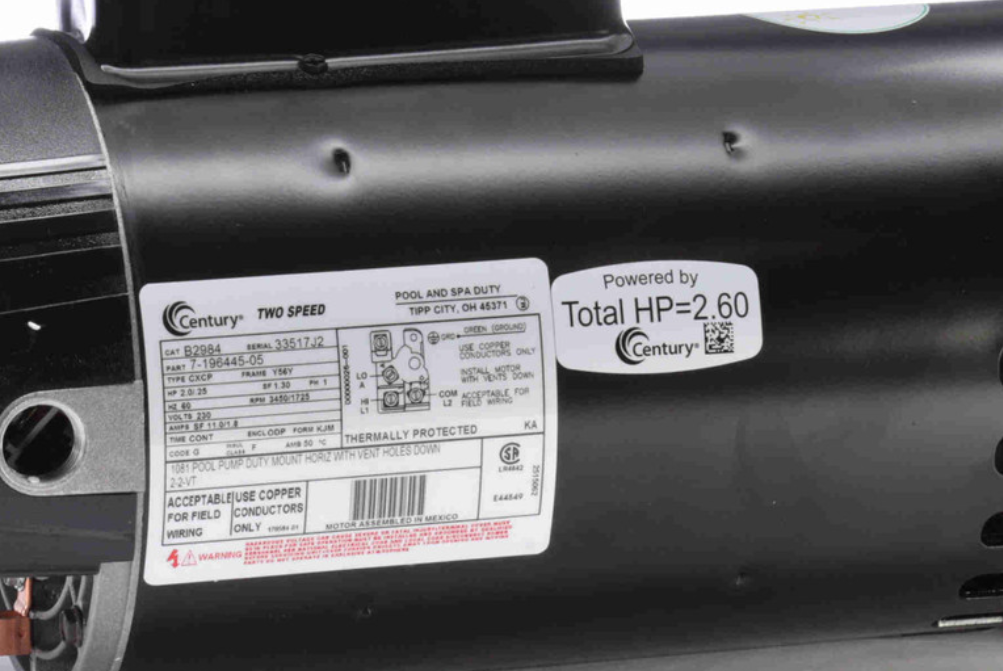 Century® TWO SPEED
POOL AND SPA DUTY
TIPP CITY, OH 45371
CAT B2984 SERIAL 33517J2
PART 7-196445-05
TYPE CXCP FRAME Y56Y
HP 2.0/.25 SF 1.30 PH 1
HZ 60 RPM 3450/1725
VOLTS 230
AMPS SF 11.0/1.8
TIME CONT ENCLODP FORM KJM
CODE G INSUL CLASS F AMB 50 °C
GRD GREEN (GROUND)
USE COPPER
CONDUCTORS ONLY
INSTALL MOTOR
WITH VENTS DOWN
LO
A
HI
L1
COM
L2
ACCEPTABLE FOR
FIELD WIRING
THERMALLY PROTECTED KA
1081 POOL PUMP DUTY MOUNT HORIZ WITH VENT HOLES DOWN
2-2-VT
ACCEPTABLE
FOR FIELD
WIRING
USE COPPER
CONDUCTORS
ONLY
MOTOR ASSEMBLED IN MEXICO
LR4642
E44649
2515062
WARNING
Powered by
Total HP=2.60
Century®